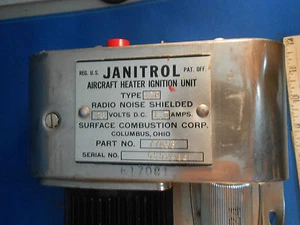 REG. U.S. JANITROL PAT. OFF.
AIRCRAFT HEATER IGNITION UNIT
TYPE
RADIO NOISE SHIELDED
VOLTS D.C. AMPS.
SURFACE COMBUSTION CORP.
COLUMBUS, OHIO
PART NO.
SERIAL NO.